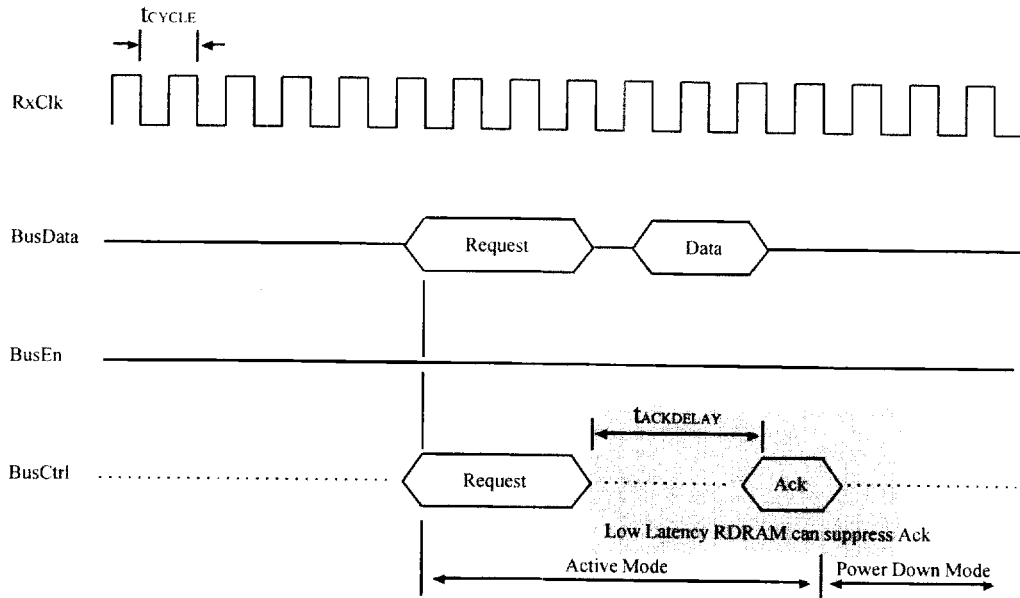 tCYCLE
RxClk
BusData
Request
Data
BusEn
tACKDELAY
BusCtrl
Request
Ack
Low Latency RDRAM can suppress Ack
Active Mode
Power Down Mode